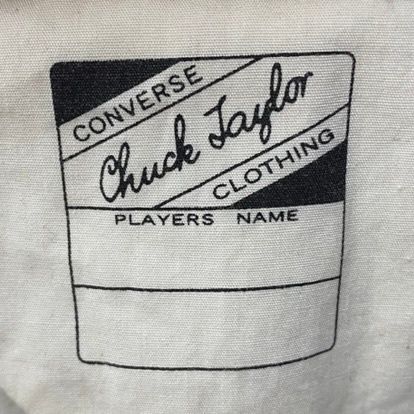 CONVERSE
Chuck Taylor
CLOTHING
PLAYERS NAME